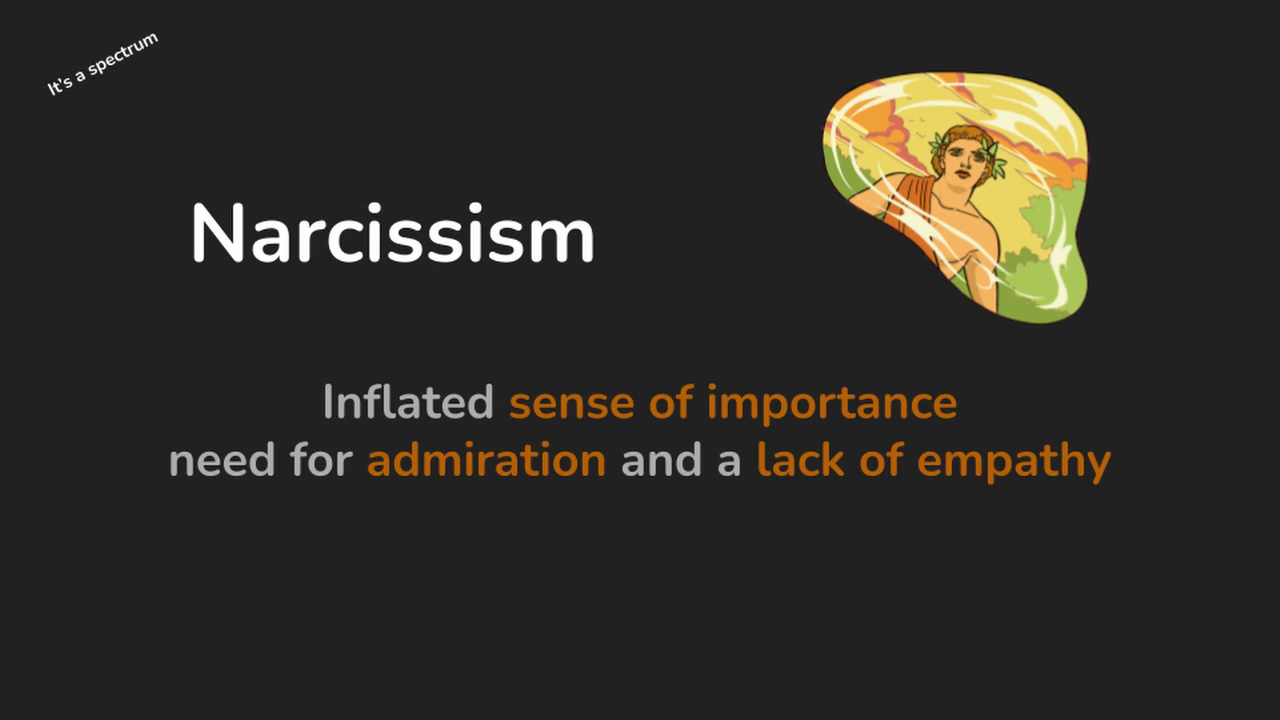 It's a spectrum
Narcissism
Inflated sense of importance
need for admiration and a lack of empathy